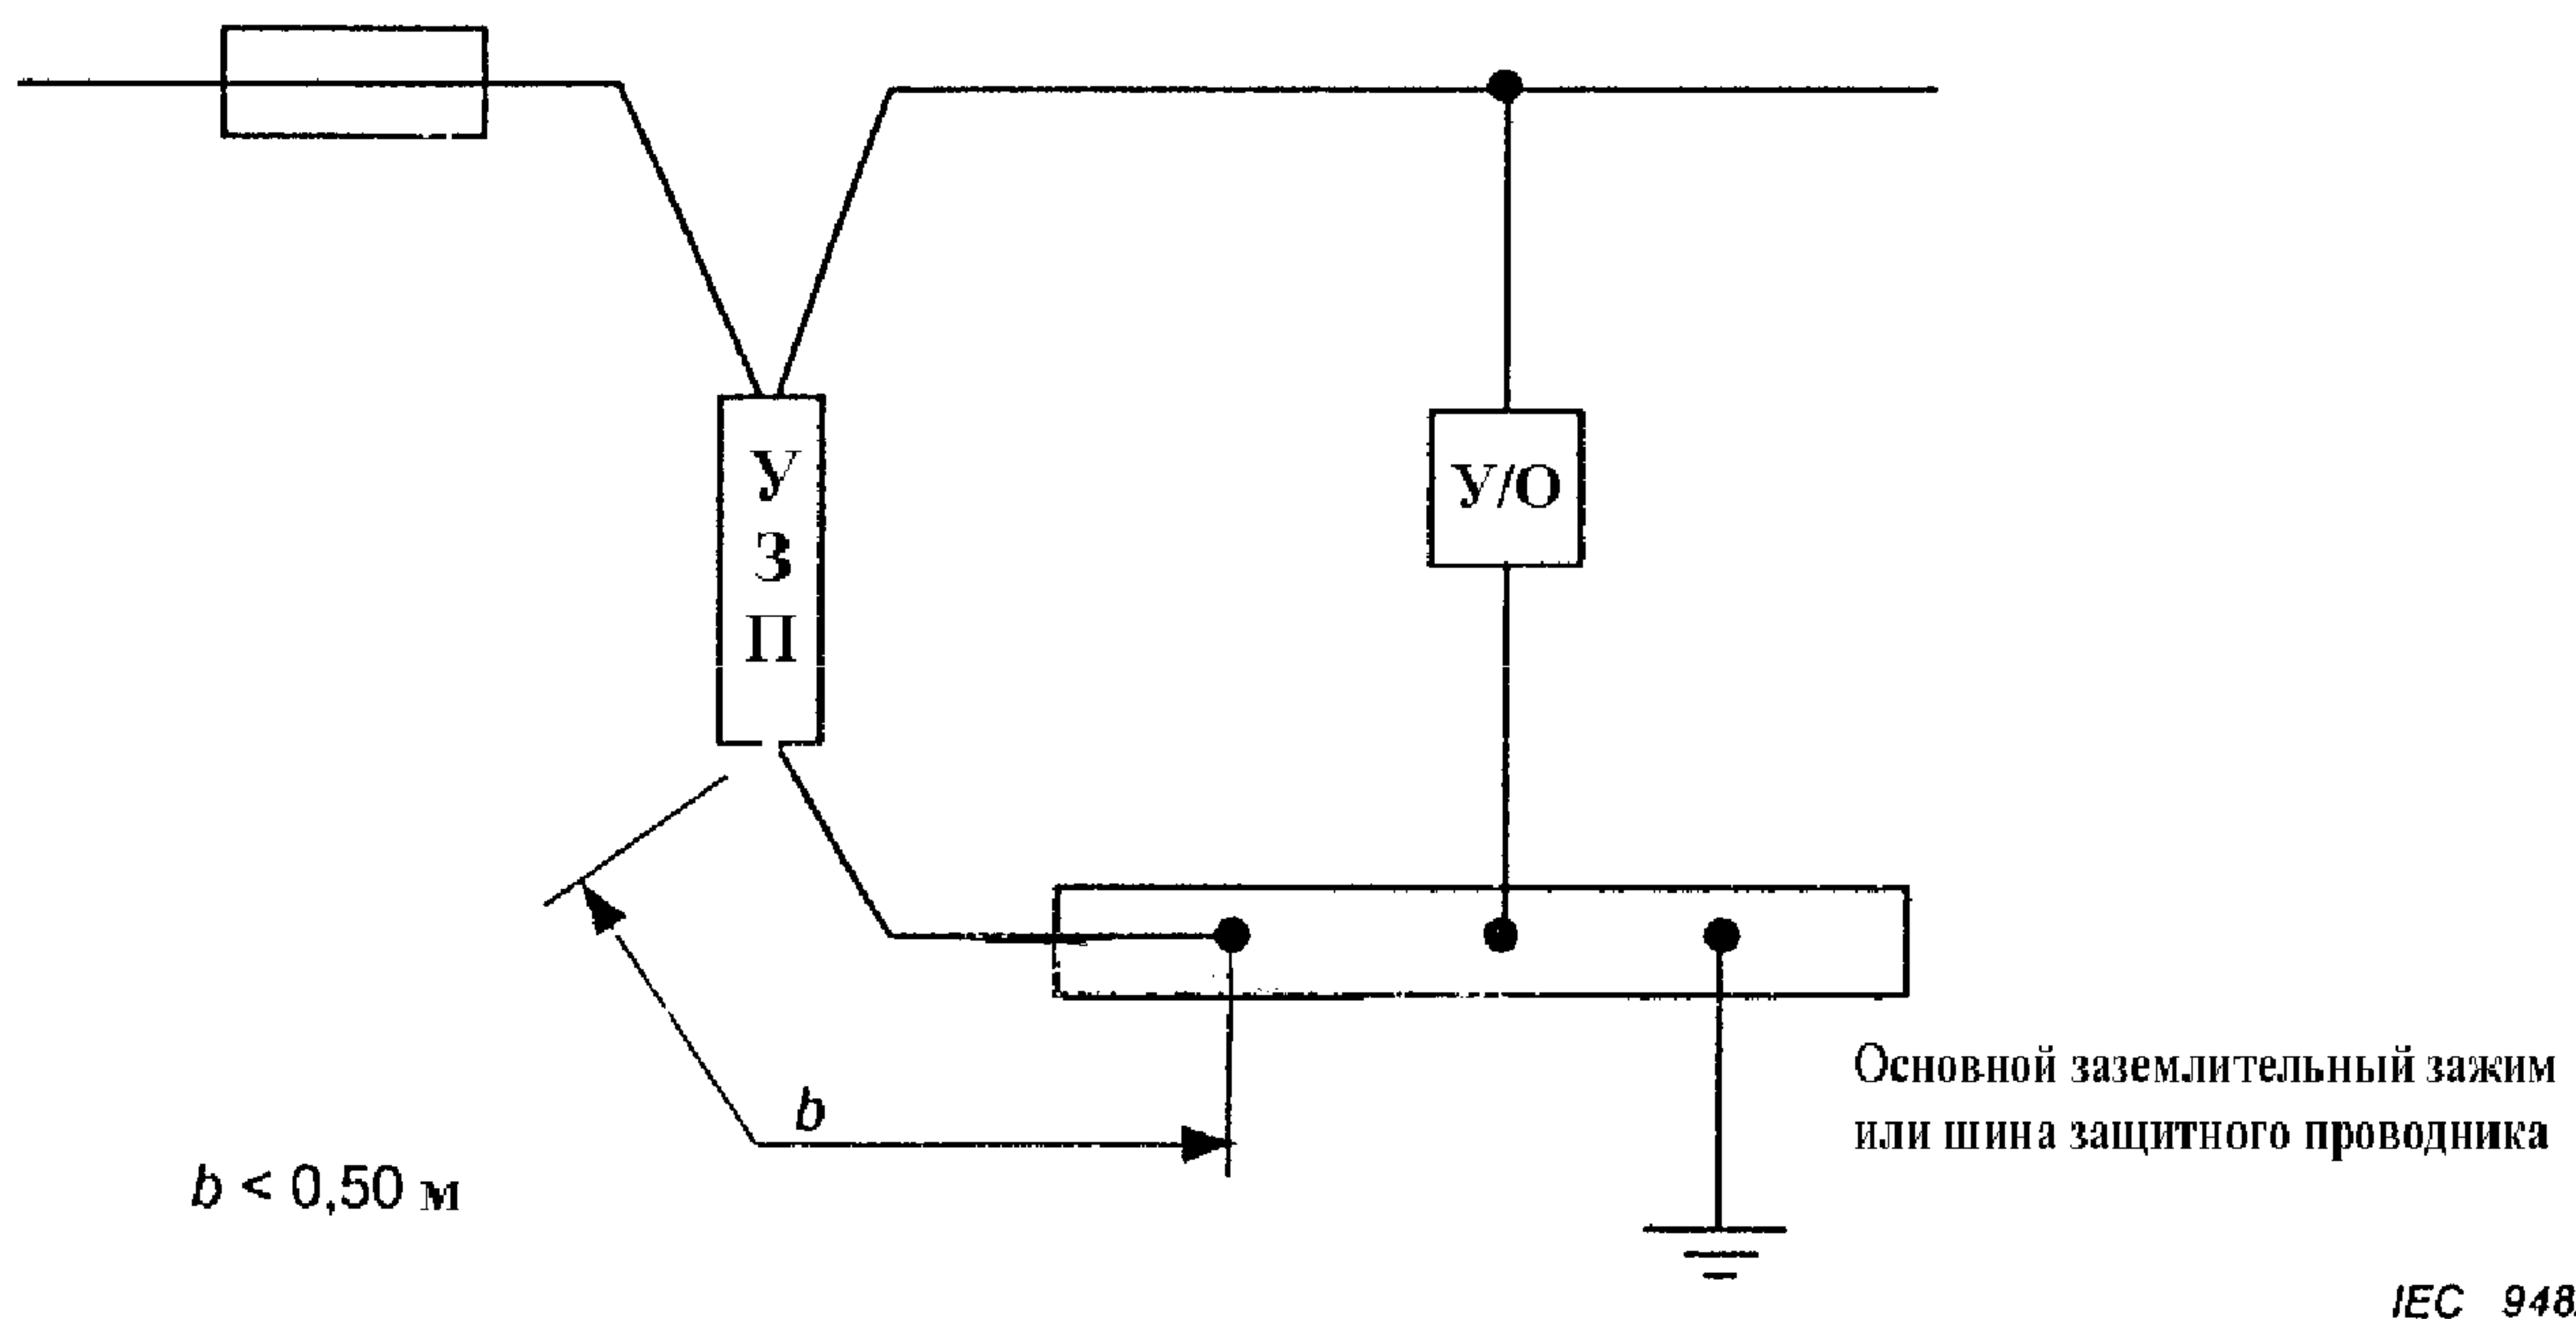 У
З
П
У/О
b
b < 0,50 м
Основной заземлительный зажим
или шина защитного проводника
IEC 948